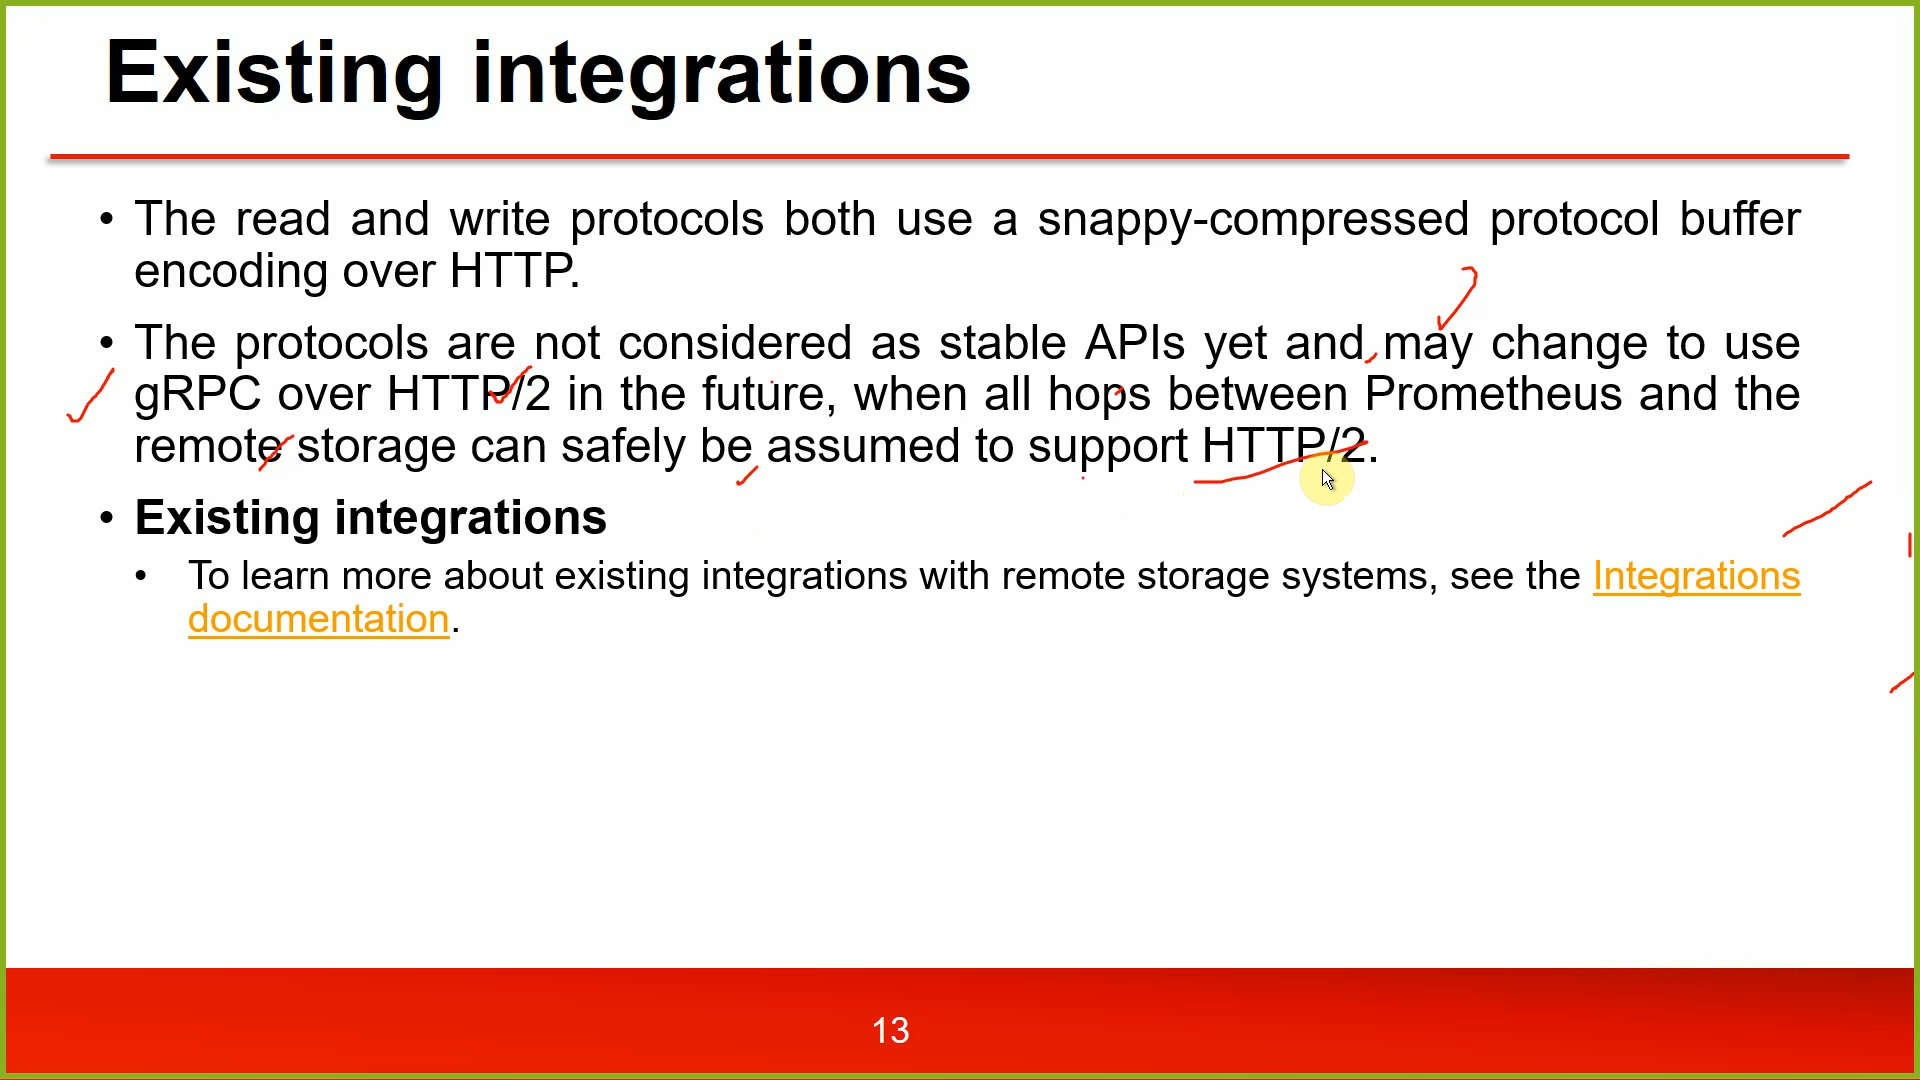 Existing integrations
• The read and write protocols both use a snappy-compressed protocol buffer
encoding over HTTP.
• The protocols are not considered as stable APIs yet and may change to use
gRPC over HTTP/2 in the future, when all hops between Prometheus and the
remote storage can safely be assumed to support HTTP/2.
• Existing integrations
• To learn more about existing integrations with remote storage systems, see the Integrations
documentation.
13